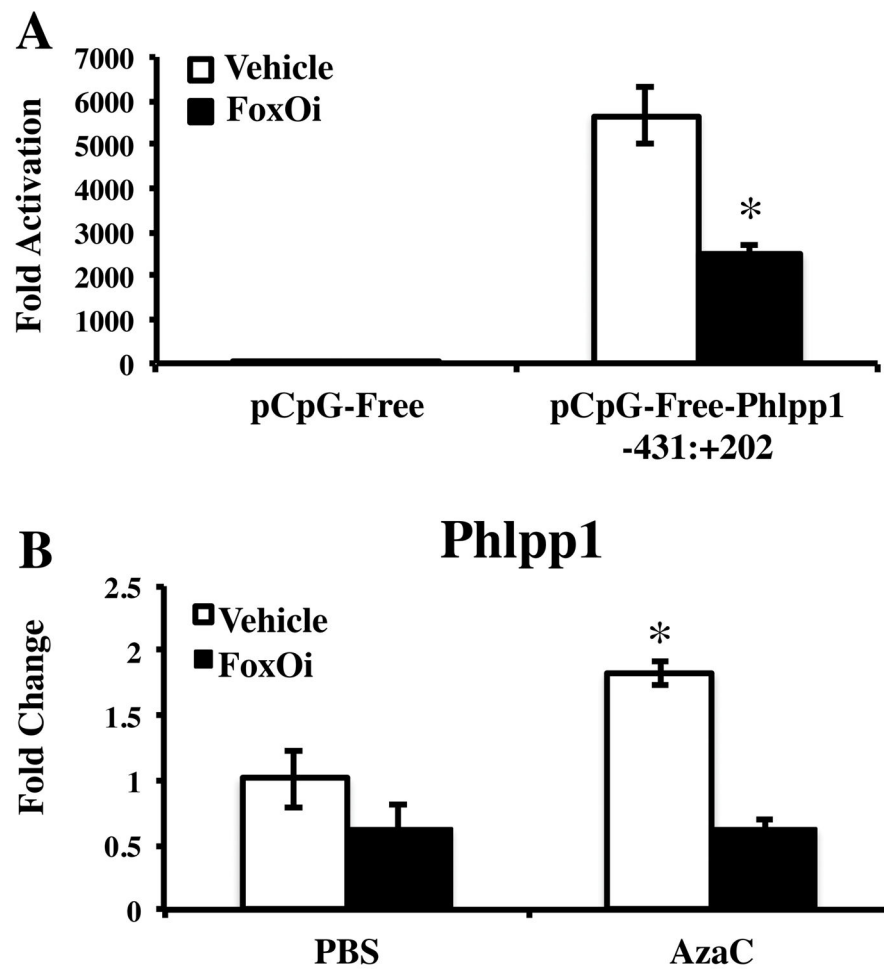 A
7000
6000
5000
4000
3000
2000
1000
0
Fold Activation
Vehicle
FoxOi
*
pCpG-Free
pCpG-Free-Phlpp1
-431:+202
B
Phlpp1
2.5
2
1.5
1
0.5
0
Fold Change
Vehicle
FoxOi
*
PBS
AzaC